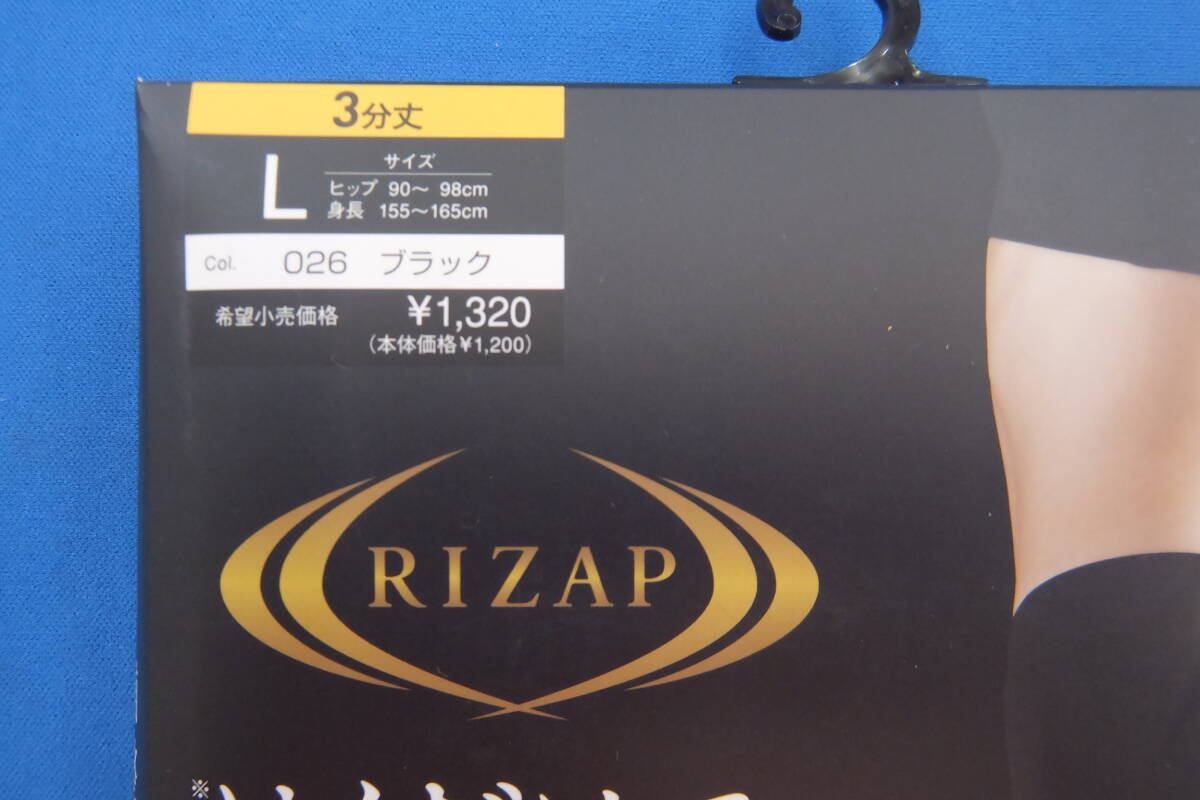 3分丈
L
サイズ
ヒップ 90～ 98cm
身長 155～165cm
Col. 026 ブラック
希望小売価格 ¥1,320
(本体価格¥1,200)
RIZAP
※